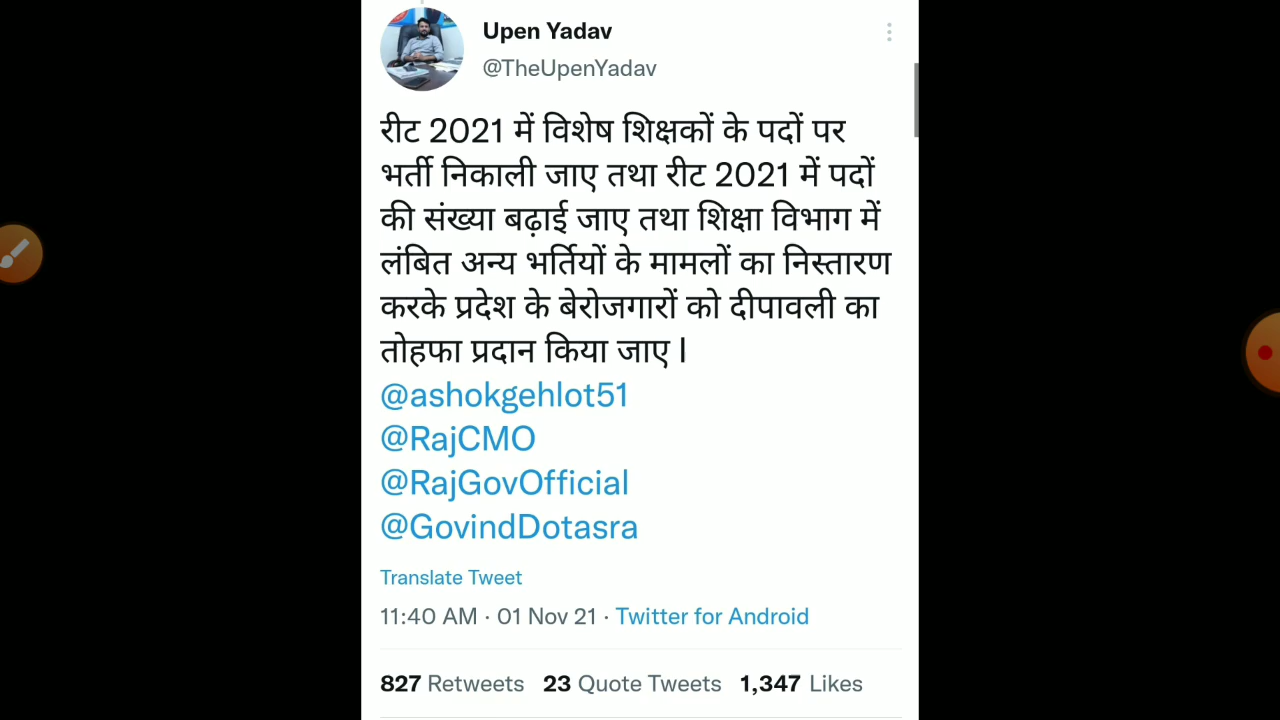 Upen Yadav
@TheUpenYadav
रीट 2021 में विशेष शिक्षकों के पदों पर
भर्ती निकाली जाए तथा रीट 2021 में पदों
की संख्या बढ़ाई जाए तथा शिक्षा विभाग में
लंबित अन्य भर्तियों के मामलों का निस्तारण
करके प्रदेश के बेरोजगारों को दीपावली का
तोहफा प्रदान किया जाए |
@ashokgehlot51
@RajCMO
@RajGovOfficial
@GovindDotasra
Translate Tweet
11:40 AM · 01 Nov 21 · Twitter for Android
827 Retweets 23 Quote Tweets 1,347 Likes